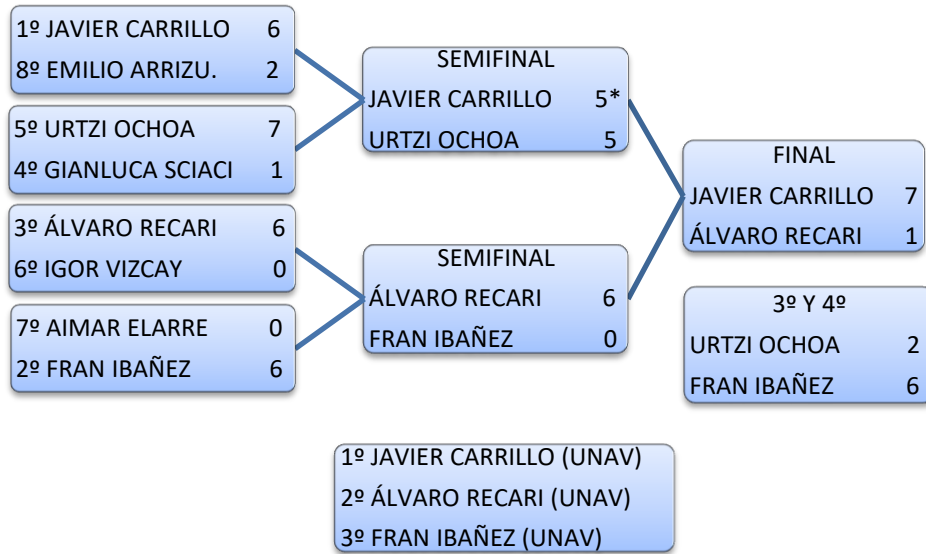 1º JAVIER CARRILLO 6
8º EMILIO ARRIZU. 2
5º URTZI OCHOA 7
4º GIANLUCA SCIACI 1
3º ÁLVARO RECARI 6
6º IGOR VIZCAY 0
7º AIMAR ELARRE 0
2º FRAN IBAÑEZ 6
SEMIFINAL
JAVIER CARRILLO 5*
URTZI OCHOA 5
SEMIFINAL
ÁLVARO RECARI 6
FRAN IBAÑEZ 0
FINAL
JAVIER CARRILLO 7
ÁLVARO RECARI 1
3º Y 4º
URTZI OCHOA 2
FRAN IBAÑEZ 6
1º JAVIER CARRILLO (UNAV)
2º ÁLVARO RECARI (UNAV)
3º FRAN IBAÑEZ (UNAV)